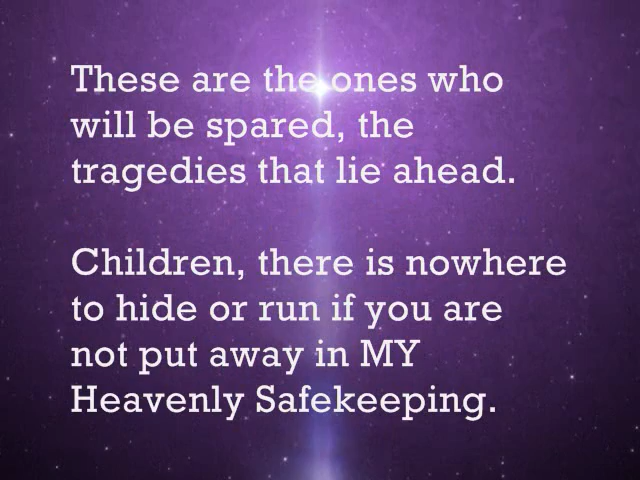 These are the ones who
will be spared, the
tragedies that lie ahead.
Children, there is nowhere
to hide or run if you are
not put away in MY
Heavenly Safekeeping.